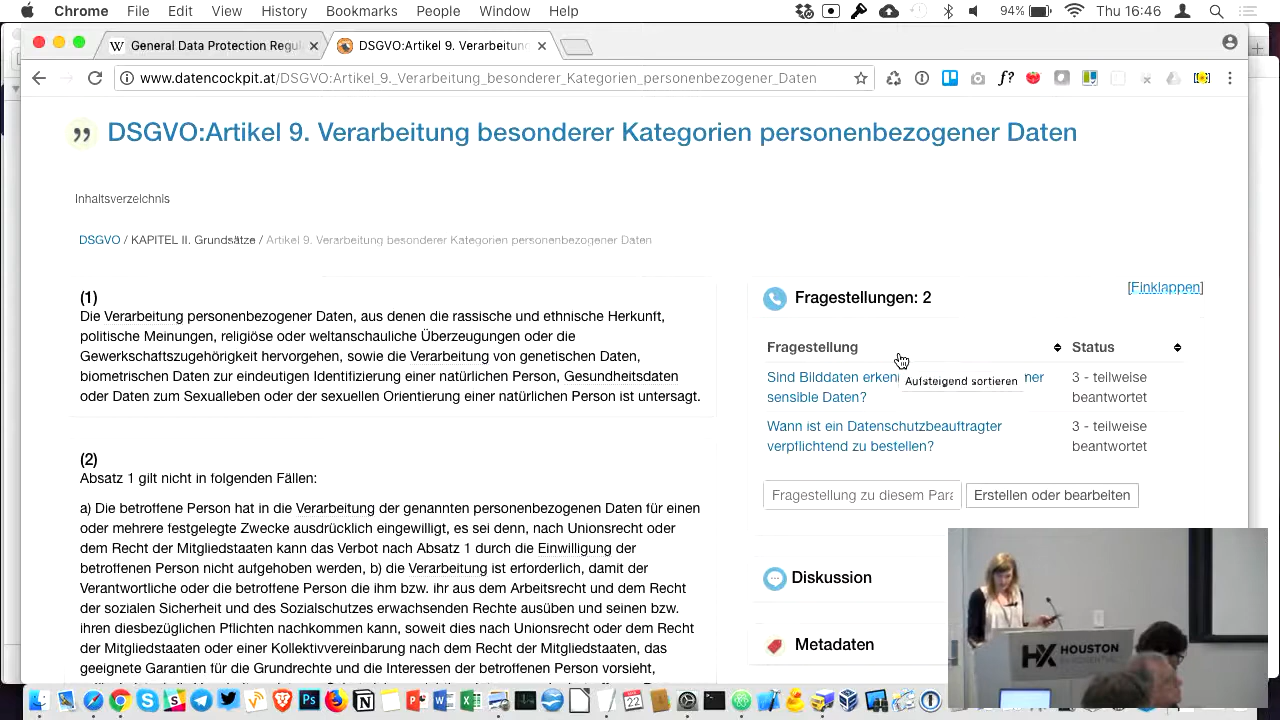 Chrome File Edit View History Bookmarks People Window Help 94% Thu 16:46
General Data Protection Regul
DSGVO:Artikel 9. Verarbeitung
www.datencockpit.at/DSGVO:Artikel_9._Verarbeitung_besonderer_Kategorien_personenbezogener_Daten
DSGVO:Artikel 9. Verarbeitung besonderer Kategorien personenbezogener Daten
Inhaltsverzeichnis
DSGVO / KAPITEL II. Grundsätze / Artikel 9. Verarbeitung besonderer Kategorien personenbezogener Daten
(1)
Die Verarbeitung personenbezogener Daten, aus denen die rassische und ethnische Herkunft,
politische Meinungen, religiöse oder weltanschauliche Überzeugungen oder die
Gewerkschaftszugehörigkeit hervorgehen, sowie die Verarbeitung von genetischen Daten,
biometrischen Daten zur eindeutigen Identifizierung einer natürlichen Person, Gesundheitsdaten
oder Daten zum Sexualleben oder der sexuellen Orientierung einer natürlichen Person ist untersagt.
(2)
Absatz 1 gilt nicht in folgenden Fällen:
a) Die betroffene Person hat in die Verarbeitung der genannten personenbezogenen Daten für einen
oder mehrere festgelegte Zwecke ausdrücklich eingewilligt, es sei denn, nach Unionsrecht oder
dem Recht der Mitgliedstaaten kann das Verbot nach Absatz 1 durch die Einwilligung der
betroffenen Person nicht aufgehoben werden, b) die Verarbeitung ist erforderlich, damit der
Verantwortliche oder die betroffene Person die ihm bzw. ihr aus dem Arbeitsrecht und dem Recht
der sozialen Sicherheit und des Sozialschutzes erwachsenden Rechte ausüben und seinen bzw.
ihren diesbezüglichen Pflichten nachkommen kann, soweit dies nach Unionsrecht oder dem Recht
der Mitgliedstaaten oder einer Kollektivvereinbarung nach dem Recht der Mitgliedstaaten, das
geeignete Garantien für die Grundrechte und die Interessen der betroffenen Person vorsieht,
[Einklappen]
Fragestellungen: 2
Fragestellung Status
Sind Bilddaten erken ner 3 - teilweise
sensible Daten? beantwortet
Aufsteigend sortieren
Wann ist ein Datenschutzbeauftragter 3 - teilweise
verpflichtend zu bestellen? beantwortet
Fragestellung zu diesem Para Erstellen oder bearbeiten
Diskussion
Metadaten
HX HOUSTON